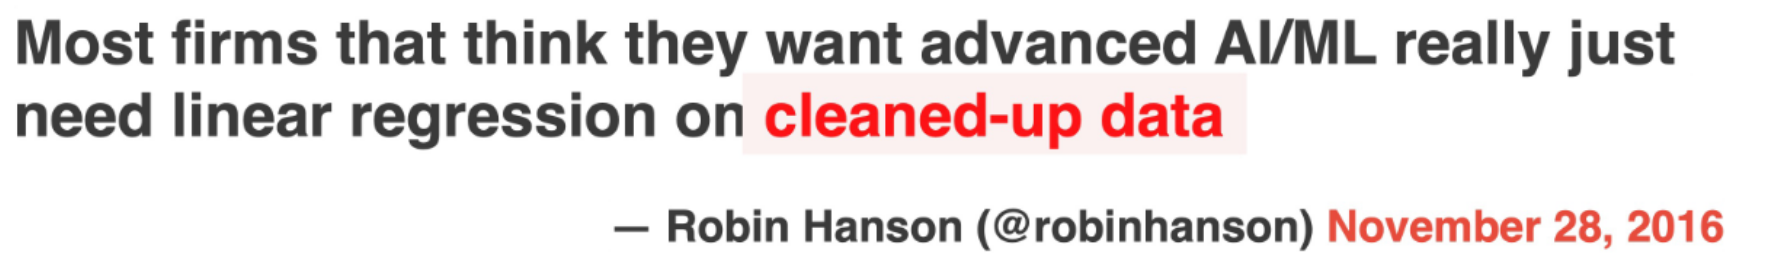 Most firms that think they want advanced AI/ML really just
need linear regression on cleaned-up data
— Robin Hanson (@robinhanson) November 28, 2016